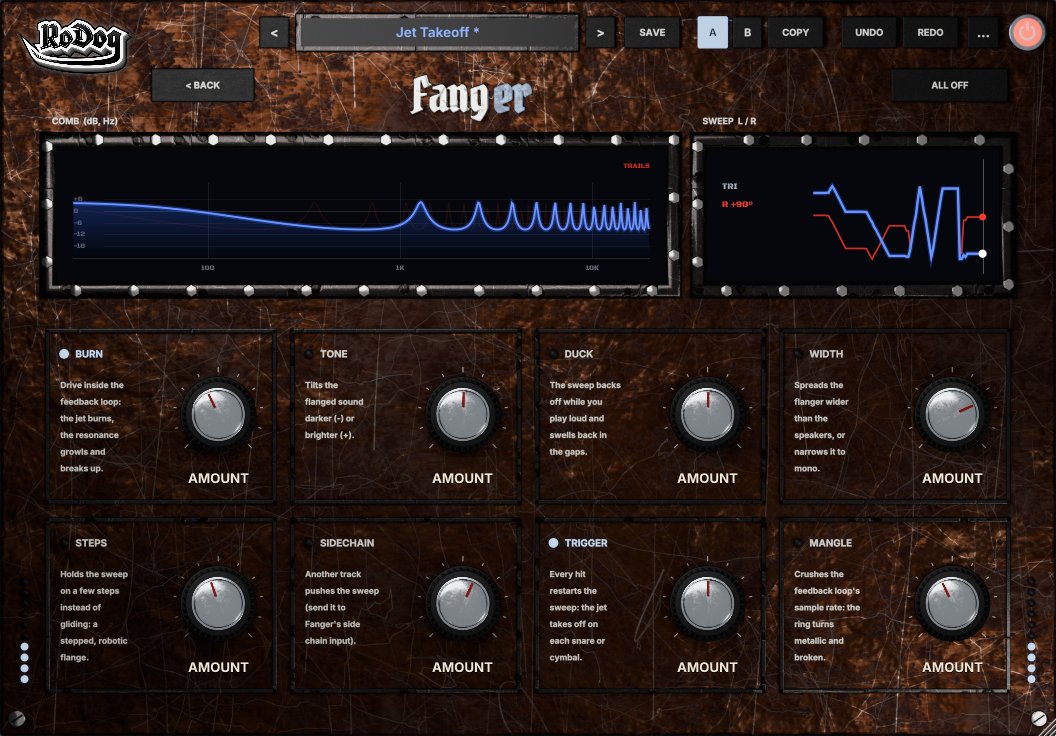 RoDog
<
Jet Takeoff *
>
SAVE
A
B
COPY
UNDO
REDO
...
< BACK
Fanger
ALL OFF
COMB (dB, Hz)
SWEEP L / R
TRAILS
+6
0
-6
-12
-18
100
1K
10K
TRI
R +90°
BURN
Drive inside the
feedback loop:
the jet burns,
the resonance
growls and
breaks up.
AMOUNT
TONE
Tilts the
flanged sound
darker (-) or
brighter (+).
AMOUNT
DUCK
The sweep backs
off while you
play loud and
swells back in
the gaps.
AMOUNT
WIDTH
Spreads the
flanger wider
than the
speakers, or
narrows it to
mono.
AMOUNT
STEPS
Holds the sweep
on a few steps
instead of
gliding: a
stepped, robotic
flange.
AMOUNT
SIDECHAIN
Another track
pushes the sweep
(send it to
Fanger's side
chain input).
AMOUNT
TRIGGER
Every hit
restarts the
sweep: the jet
takes off on
each snare or
cymbal.
AMOUNT
MANGLE
Crushes the
feedback loop's
sample rate: the
ring turns
metallic and
broken.
AMOUNT